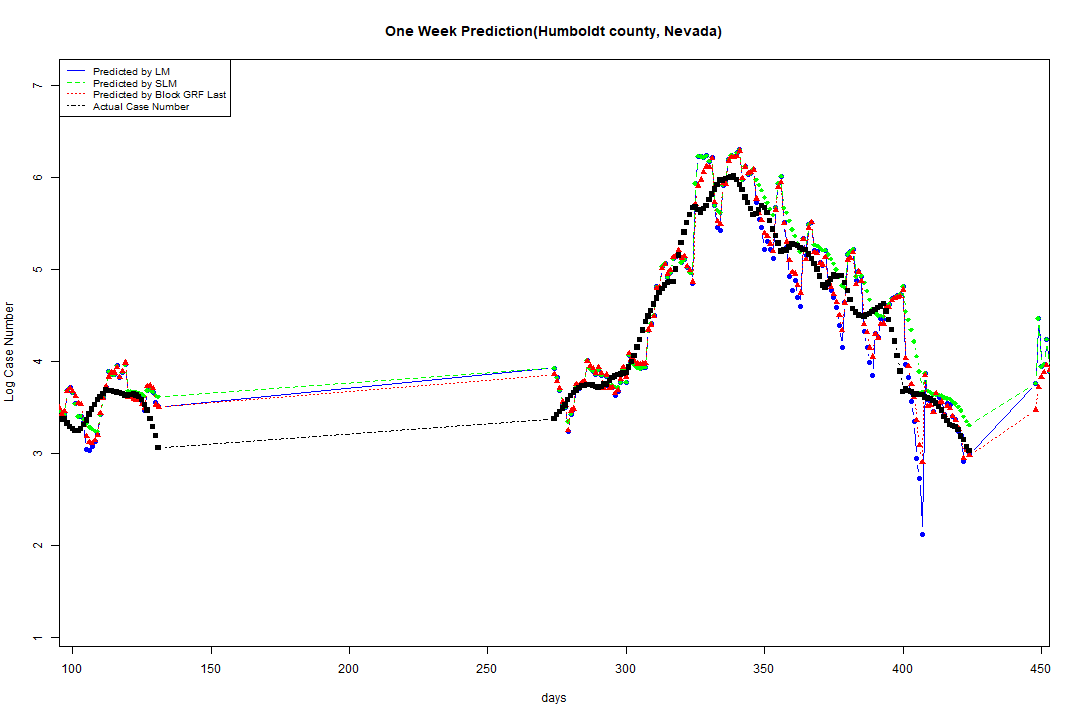 One Week Prediction(Humboldt county, Nevada)
Predicted by LM
Predicted by SLM
Predicted by Block GRF Last
Actual Case Number
7
6
5
4
3
2
1
Log Case Number
100 150 200 250 300 350 400 450
days